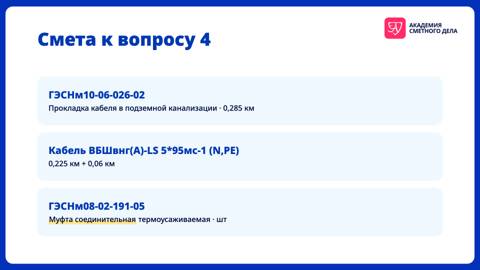 Смета к вопросу 4
АКАДЕМИЯ
СМЕТНОГО ДЕЛА
ГЭСНм10-06-026-02
Прокладка кабеля в подземной канализации · 0,285 км
Кабель ВБШвнг(А)-LS 5*95мс-1 (N,PE)
0,225 км + 0,06 км
ГЭСНм08-02-191-05
Муфта соединительная термоусаживаемая · шт